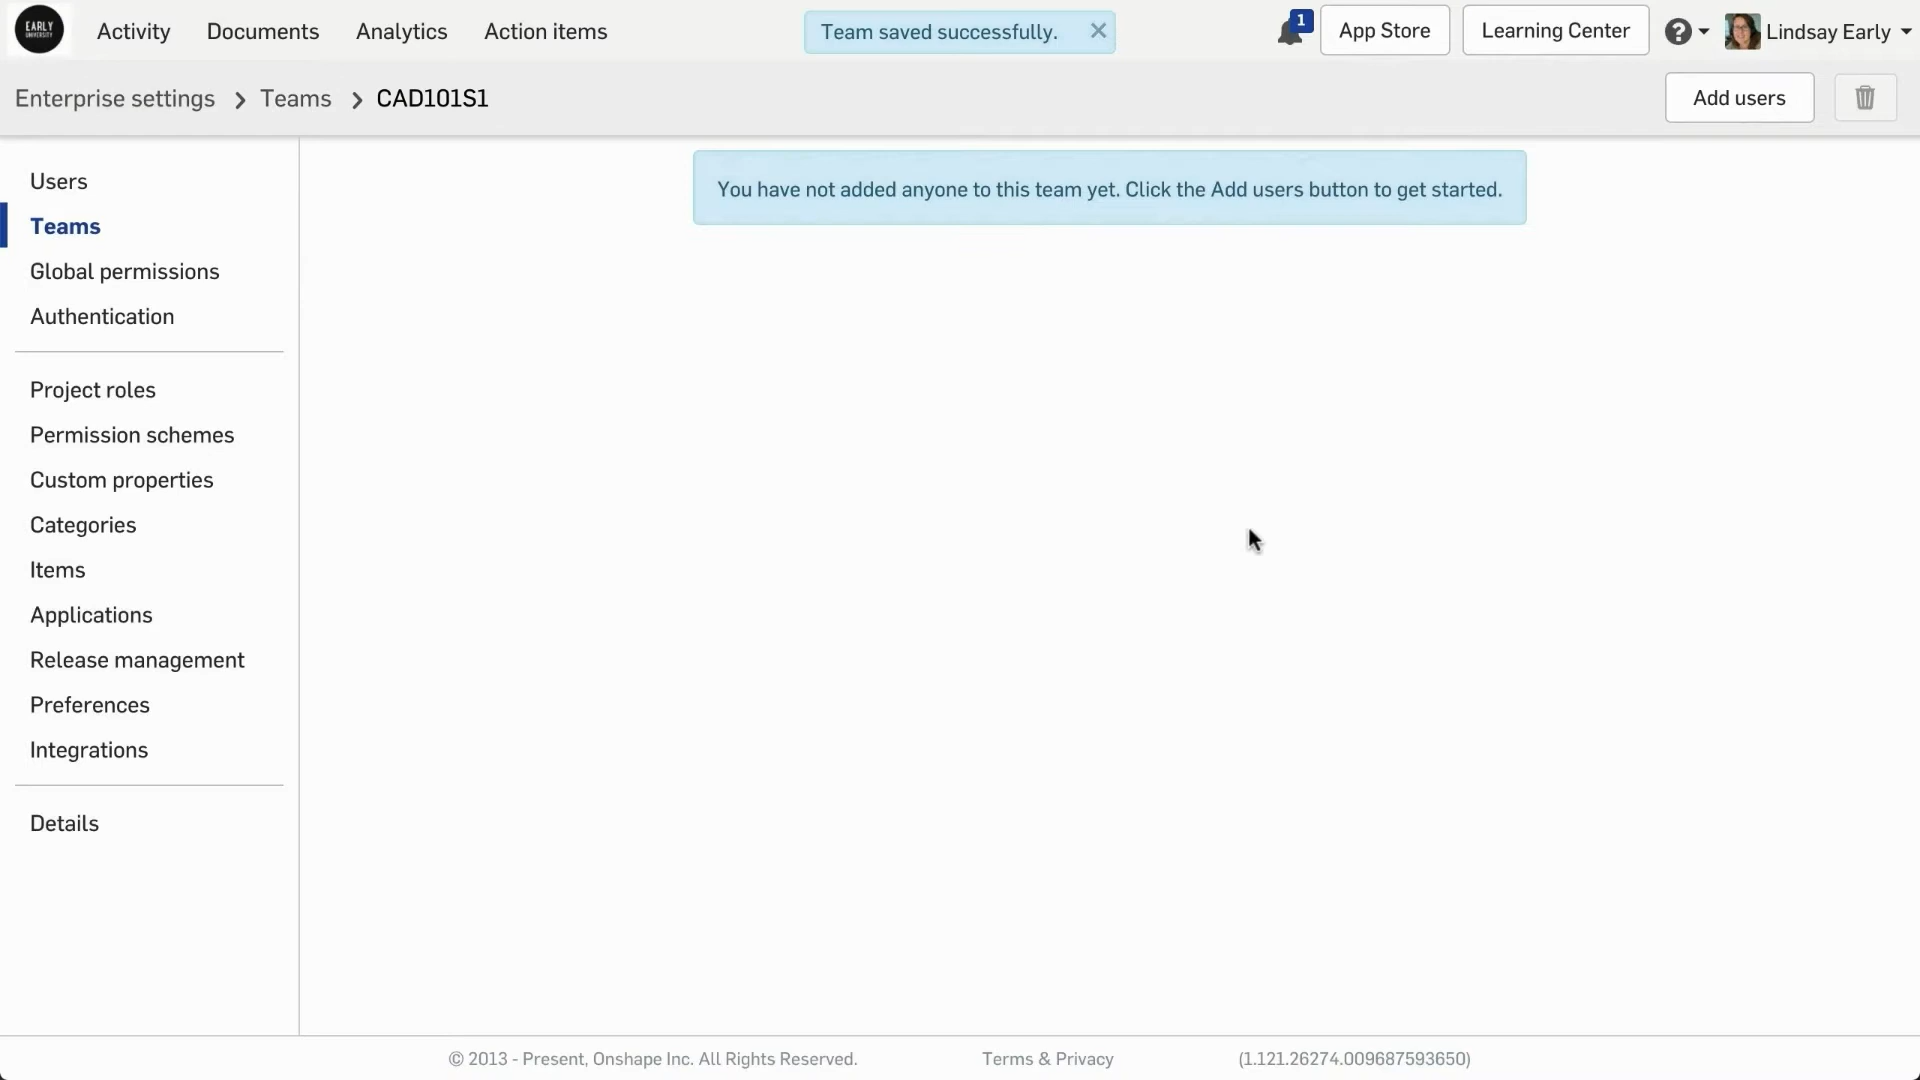 EARLY
UNIVERSITY
Activity
Documents
Analytics
Action items
Team saved successfully.
1
App Store
Learning Center
Lindsay Early
Enterprise settings
Teams
CAD101S1
Add users
Users
Teams
Global permissions
Authentication
Project roles
Permission schemes
Custom properties
Categories
Items
Applications
Release management
Preferences
Integrations
Details
You have not added anyone to this team yet. Click the Add users button to get started.
© 2013 - Present, Onshape Inc. All Rights Reserved.
Terms & Privacy
(1.121.26274.009687593650)